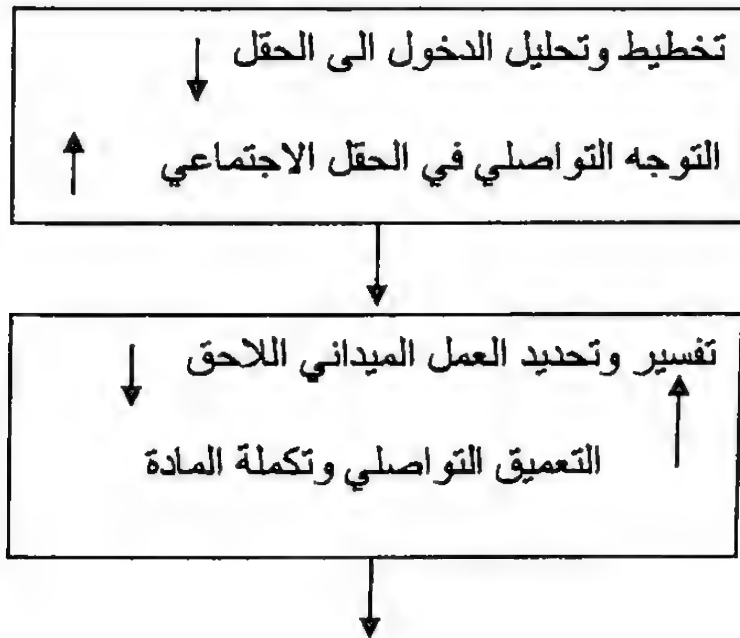 تخطيط وتحليل الدخول الى الحقل
التوجه التواصلي في الحقل الاجتماعي
تفسير وتحديد العمل الميداني اللاحق
التعميق التواصلي وتكملة المادة